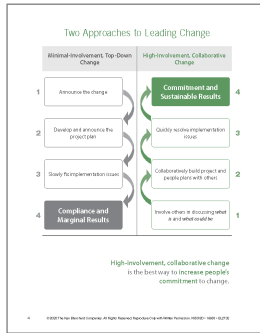 Two Approaches to Leading Change
Minimal-Involvement, Top-Down
Change
High-Involvement, Collaborative
Change
1
Announce the change
Commitment and
Sustainable Results
4
2
Develop and announce the
project plan
Quickly resolve implementation
issues
3
3
Slowly fix implementation issues
Collaboratively build project and
people plans with others
2
4
Compliance and
Marginal Results
Involve others in discussing what
is and what could be
1
High-involvement, collaborative change
is the best way to increase people's
commitment to change.